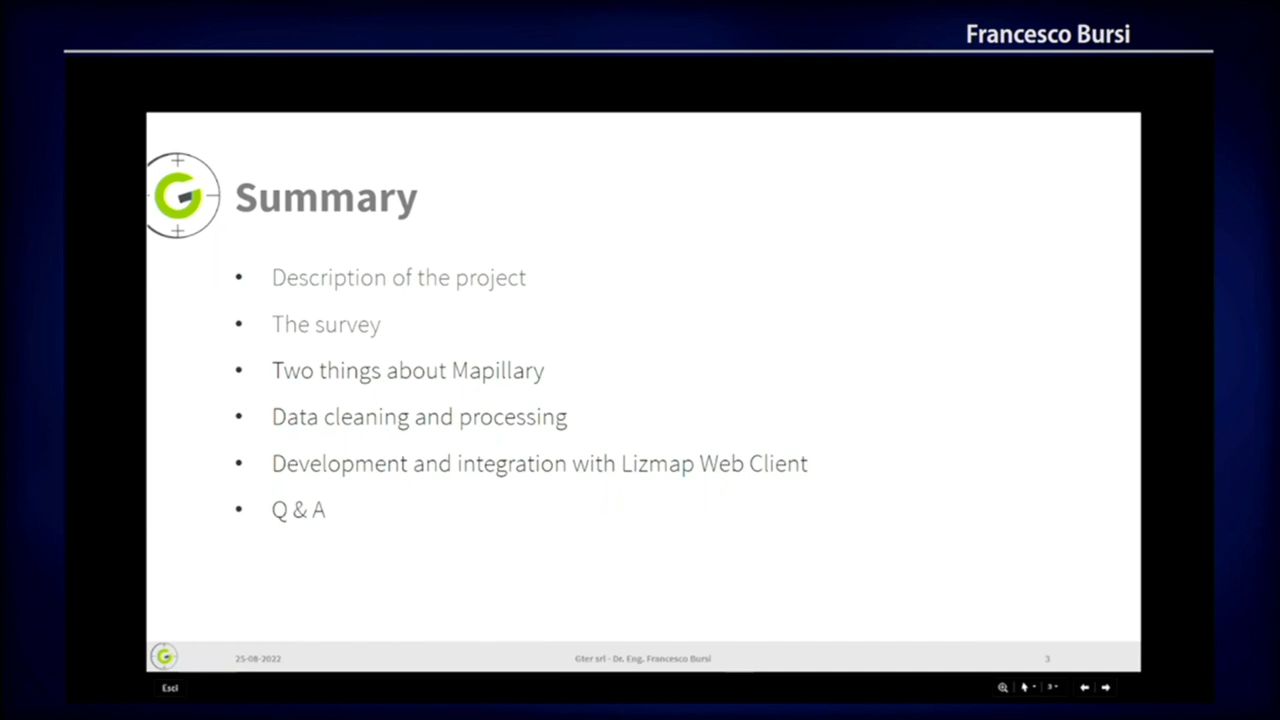 Francesco Bursi
Summary
• Description of the project
• The survey
• Two things about Mapillary
• Data cleaning and processing
• Development and integration with Lizmap Web Client
• Q & A
25-08-2022
Gter srl - Dr. Eng. Francesco Bursi
3
Esci
3